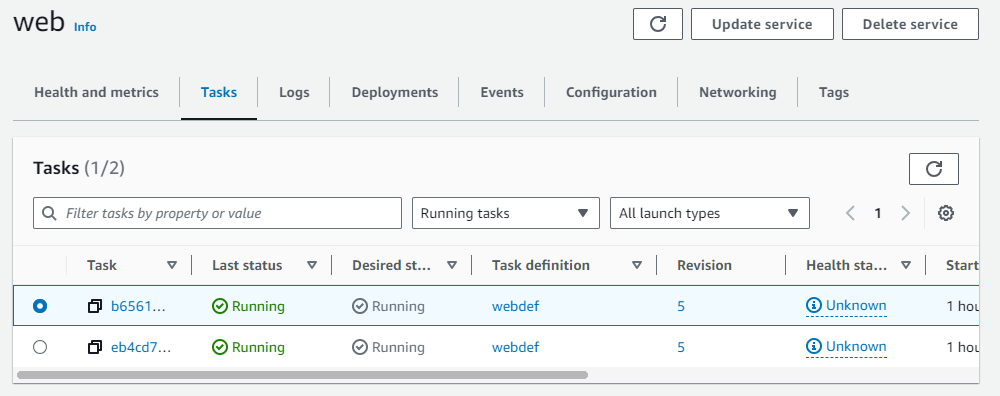 web Info
Update service Delete service
Health and metrics Tasks Logs Deployments Events Configuration Networking Tags
Tasks (1/2)
Filter tasks by property or value Running tasks All launch types 1
Task Last status Desired st... Task definition Revision Health sta... Start
b6561... Running Running webdef 5 Unknown 1 hou
eb4cd7... Running Running webdef 5 Unknown 1 hou